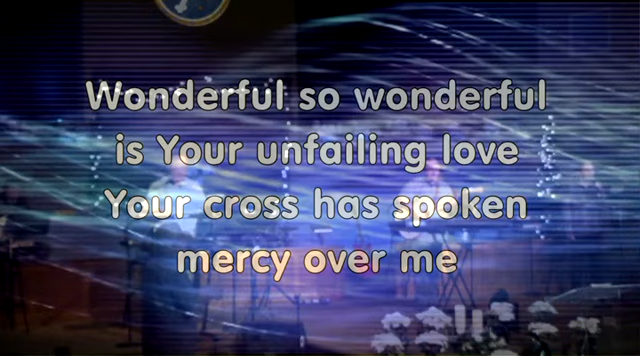 Wonderful so wonderful
is Your unfailing love
Your cross has spoken
mercy over me